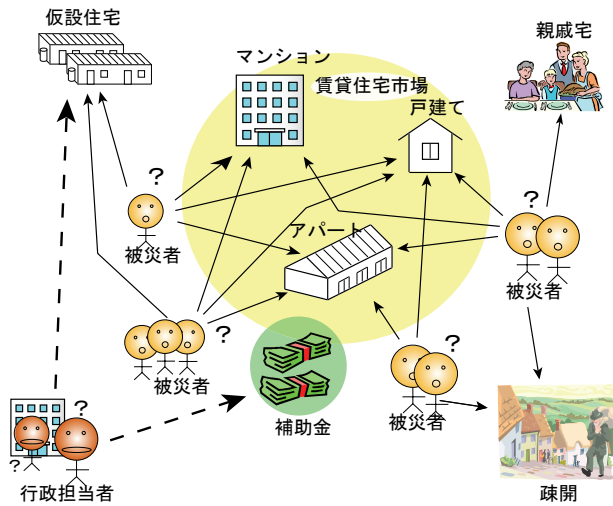 仮設住宅
マンション
賃貸住宅市場
戸建て
親戚宅
?
被災者
アパート
?
被災者
?
被災者
?
被災者
補助金
?
?
行政担当者
疎開